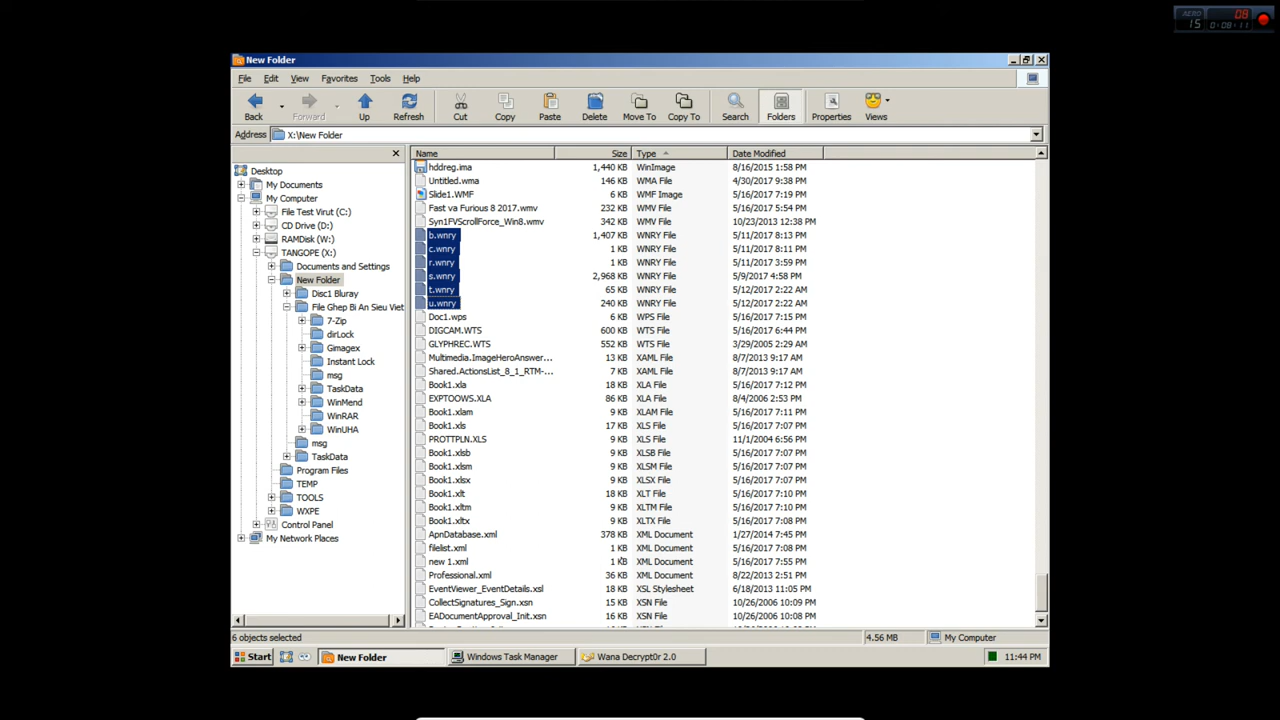 AERO 08
15 0:08:11
New Folder
File Edit View Favorites Tools Help
Back Forward Up Refresh Cut Copy Paste Delete Move To Copy To Search Folders Properties Views
Address X:\New Folder
Name Size Type Date Modified
Desktop
My Documents
My Computer
File Test Virut (C:)
CD Drive (D:)
RAMDisk (W:)
TANGOPE (X:)
Documents and Settings
New Folder
Disc1 Bluray
File Ghep Bi An Sieu Viet
7-Zip
dirLock
Gimagex
Instant Lock
msg
TaskData
WinMend
WinRAR
WinUHA
msg
TaskData
Program Files
TEMP
TOOLS
WXPE
Control Panel
My Network Places
hddreg.ima 1,440 KB WinImage 8/16/2015 1:58 PM
Untitled.wma 146 KB WMA File 4/30/2017 9:38 PM
Slide1.WMF 6 KB WMF Image 5/16/2017 7:19 PM
Fast va Furious 8 2017.wmv 232 KB WMV File 5/16/2017 5:54 PM
Syn1FVScrollForce_Win8.wmv 342 KB WMV File 10/23/2013 12:38 PM
b.wnry 1,407 KB WNRY File 5/11/2017 8:13 PM
c.wnry 1 KB WNRY File 5/11/2017 8:11 PM
r.wnry 1 KB WNRY File 5/11/2017 3:59 PM
s.wnry 2,968 KB WNRY File 5/9/2017 4:58 PM
t.wnry 65 KB WNRY File 5/12/2017 2:22 AM
u.wnry 240 KB WNRY File 5/12/2017 2:22 AM
Doc1.wps 6 KB WPS File 5/16/2017 7:15 PM
DIGCAM.WTS 600 KB WTS File 5/16/2017 6:44 PM
GLYPHREC.WTS 552 KB WTS File 3/29/2005 2:29 AM
Multimedia.ImageHeroAnswer... 13 KB XAML File 8/7/2013 9:17 AM
Shared.ActionsList_8_1_RTM-... 7 KB XAML File 8/7/2013 9:17 AM
Book1.xla 27 KB XLA File 5/16/2017 7:12 PM
EXPTOOWS.XLA 86 KB XLA File 8/4/2006 2:53 PM
Book1.xlam 9 KB XLAM File 5/16/2017 7:11 PM
Book1.xls 17 KB XLS File 5/16/2017 7:07 PM
PROTTPLN.XLS 9 KB XLS File 11/1/2004 6:56 PM
Book1.xlsb 9 KB XLSB File 5/16/2017 7:07 PM
Book1.xlsm 9 KB XLSM File 5/16/2017 7:07 PM
Book1.xlsx 9 KB XLSX File 5/16/2017 7:07 PM
Book1.xlt 18 KB XLT File 5/16/2017 7:10 PM
Book1.xltm 9 KB XLTM File 5/16/2017 7:10 PM
Book1.xltx 9 KB XLTX File 5/16/2017 7:08 PM
ApnDatabase.xml 378 KB XML Document 1/27/2014 7:45 PM
filelist.xml 1 KB XML Document 5/16/2017 7:08 PM
new 1.xml 1 KB XML Document 5/16/2017 7:55 PM
Professional.xml 36 KB XML Document 8/22/2013 2:51 PM
EventViewer_EventDetails.xsl 18 KB XSL Stylesheet 6/18/2013 11:05 PM
CollectSignatures_Sign.xsn 15 KB XSN File 10/26/2006 10:09 PM
EADocumentApproval_Init.xsn 16 KB XSN File 10/26/2006 10:08 PM
6 objects selected 4.56 MB My Computer
Start New Folder Windows Task Manager Wana Decrypt0r 2.0 11:44 PM